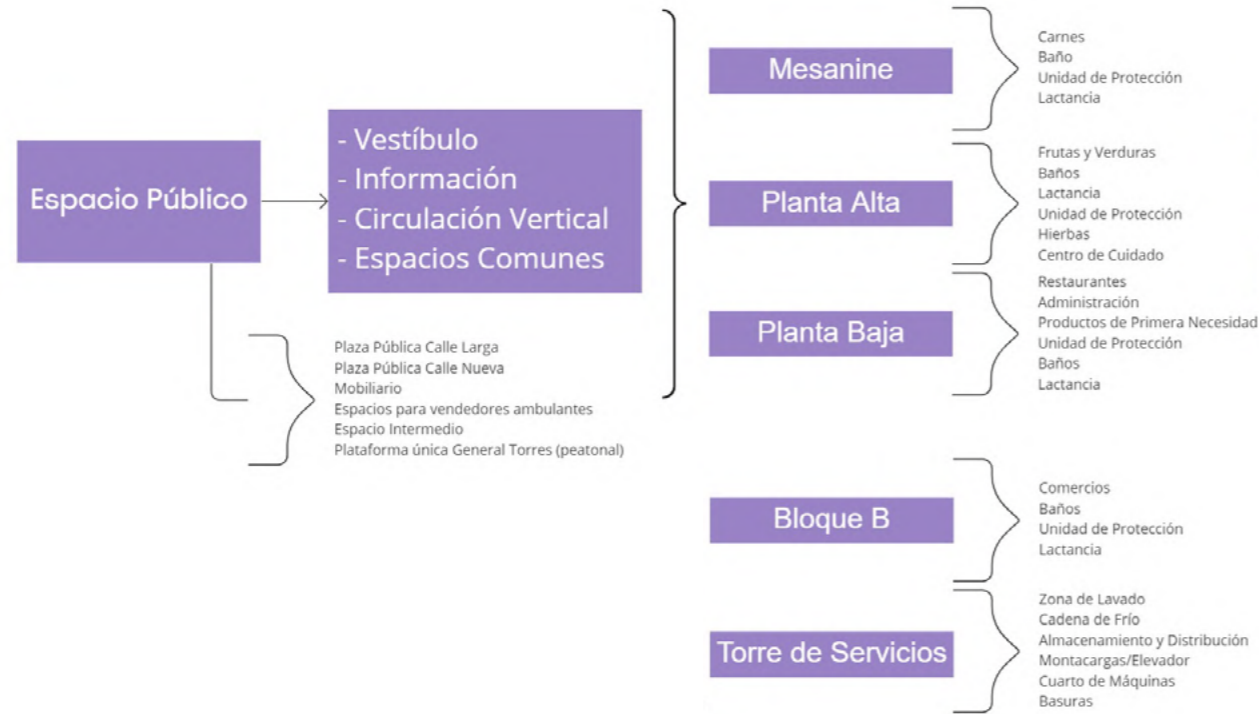 Espacio Público
- Vestíbulo
- Información
- Circulación Vertical
- Espacios Comunes
Plaza Pública Calle Larga
Plaza Pública Calle Nueva
Mobiliario
Espacios para vendedores ambulantes
Espacio Intermedio
Plataforma única General Torres (peatonal)
Mesanine
Carnes
Baño
Unidad de Protección
Lactancia
Planta Alta
Frutas y Verduras
Baños
Lactancia
Unidad de Protección
Hierbas
Centro de Cuidado
Planta Baja
Restaurantes
Administración
Productos de Primera Necesidad
Unidad de Protección
Baños
Lactancia
Bloque B
Comercios
Baños
Unidad de Protección
Lactancia
Torre de Servicios
Zona de Lavado
Cadena de Frío
Almacenamiento y Distribución
Montacargas/Elevador
Cuarto de Máquinas
Basuras